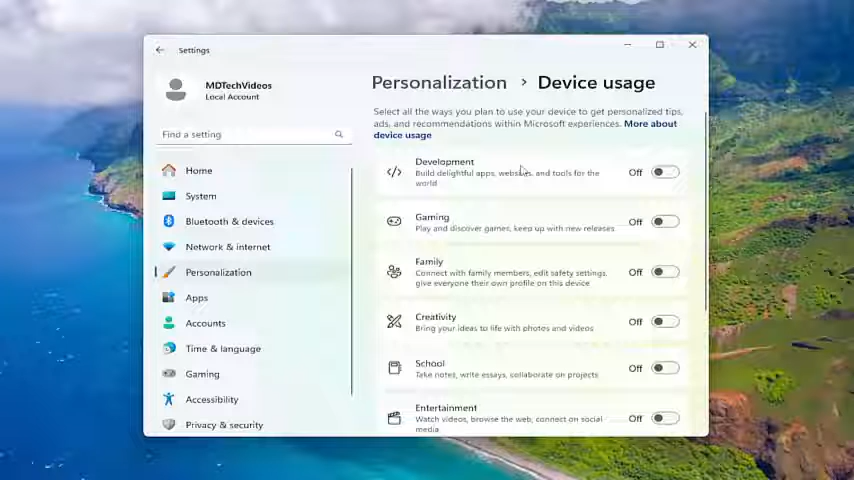 Settings
MDTechVideos
Local Account
Find a setting
Home
System
Bluetooth & devices
Network & internet
Personalization
Apps
Accounts
Time & language
Gaming
Accessibility
Privacy & security
Personalization › Device usage
Select all the ways you plan to use your device to get personalized tips,
ads, and recommendations within Microsoft experiences. More about
device usage
Development
Build delightful apps, websites, and tools for the
world
Off
Gaming
Play and discover games, keep up with new releases
Off
Family
Connect with family members, edit safety settings,
give everyone their own profile on this device
Off
Creativity
Bring your ideas to life with photos and videos
Off
School
Take notes, write essays, collaborate on projects
Off
Entertainment
Watch videos, browse the web, connect on social
media
Off